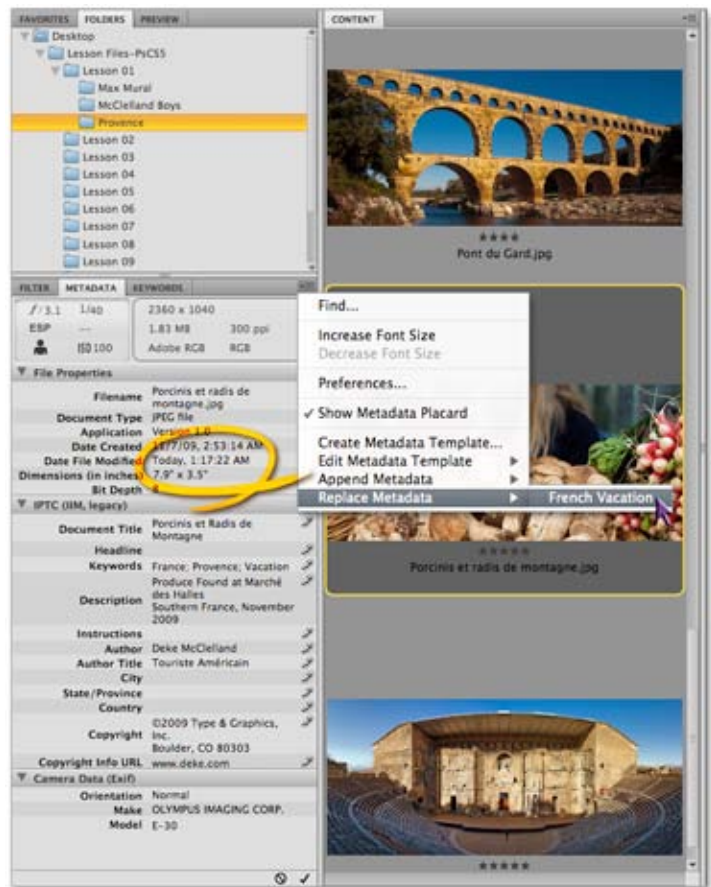 FAVORITES FOLDERS PREVIEW
Desktop
Lesson Files-PsCS5
Lesson 01
Max Mural
McClelland Boys
Provence
Lesson 02
Lesson 03
Lesson 04
Lesson 05
Lesson 06
Lesson 07
Lesson 08
Lesson 09
FILTER METADATA KEYWORDS
f/3.1 1/40
ESP --
ISO 100
2360 x 1040
1.83 MB 300 ppi
Adobe RGB RGB
File Properties
Filename Porcinis et radis de
montagne.jpg
Document Type JPEG file
Application Version 1.0
Date Created 11/7/09, 2:53:14 AM
Date File Modified Today, 1:17:22 AM
Dimensions (in inches) 7.9" x 3.5"
Bit Depth
IPTC (IIM, legacy)
Document Title Porcinis et Radis de
Montagne
Headline
Keywords France; Provence; Vacation
Description Produce Found at Marché
des Halles
Southern France, November
2009
Instructions
Author Deke McClelland
Author Title Touriste Américain
City
State/Province
Country
Copyright ©2009 Type & Graphics,
Inc.
Boulder, CO 80303
Copyright Info URL www.deke.com
Camera Data (Exif)
Orientation Normal
Make OLYMPUS IMAGING CORP.
Model E-30
CONTENT
Pont du Gard.jpg
Find...
Increase Font Size
Decrease Font Size
Preferences...
✓ Show Metadata Placard
Create Metadata Template...
Edit Metadata Template
Append Metadata
Replace Metadata French Vacation
Porcinis et radis de montagne.jpg